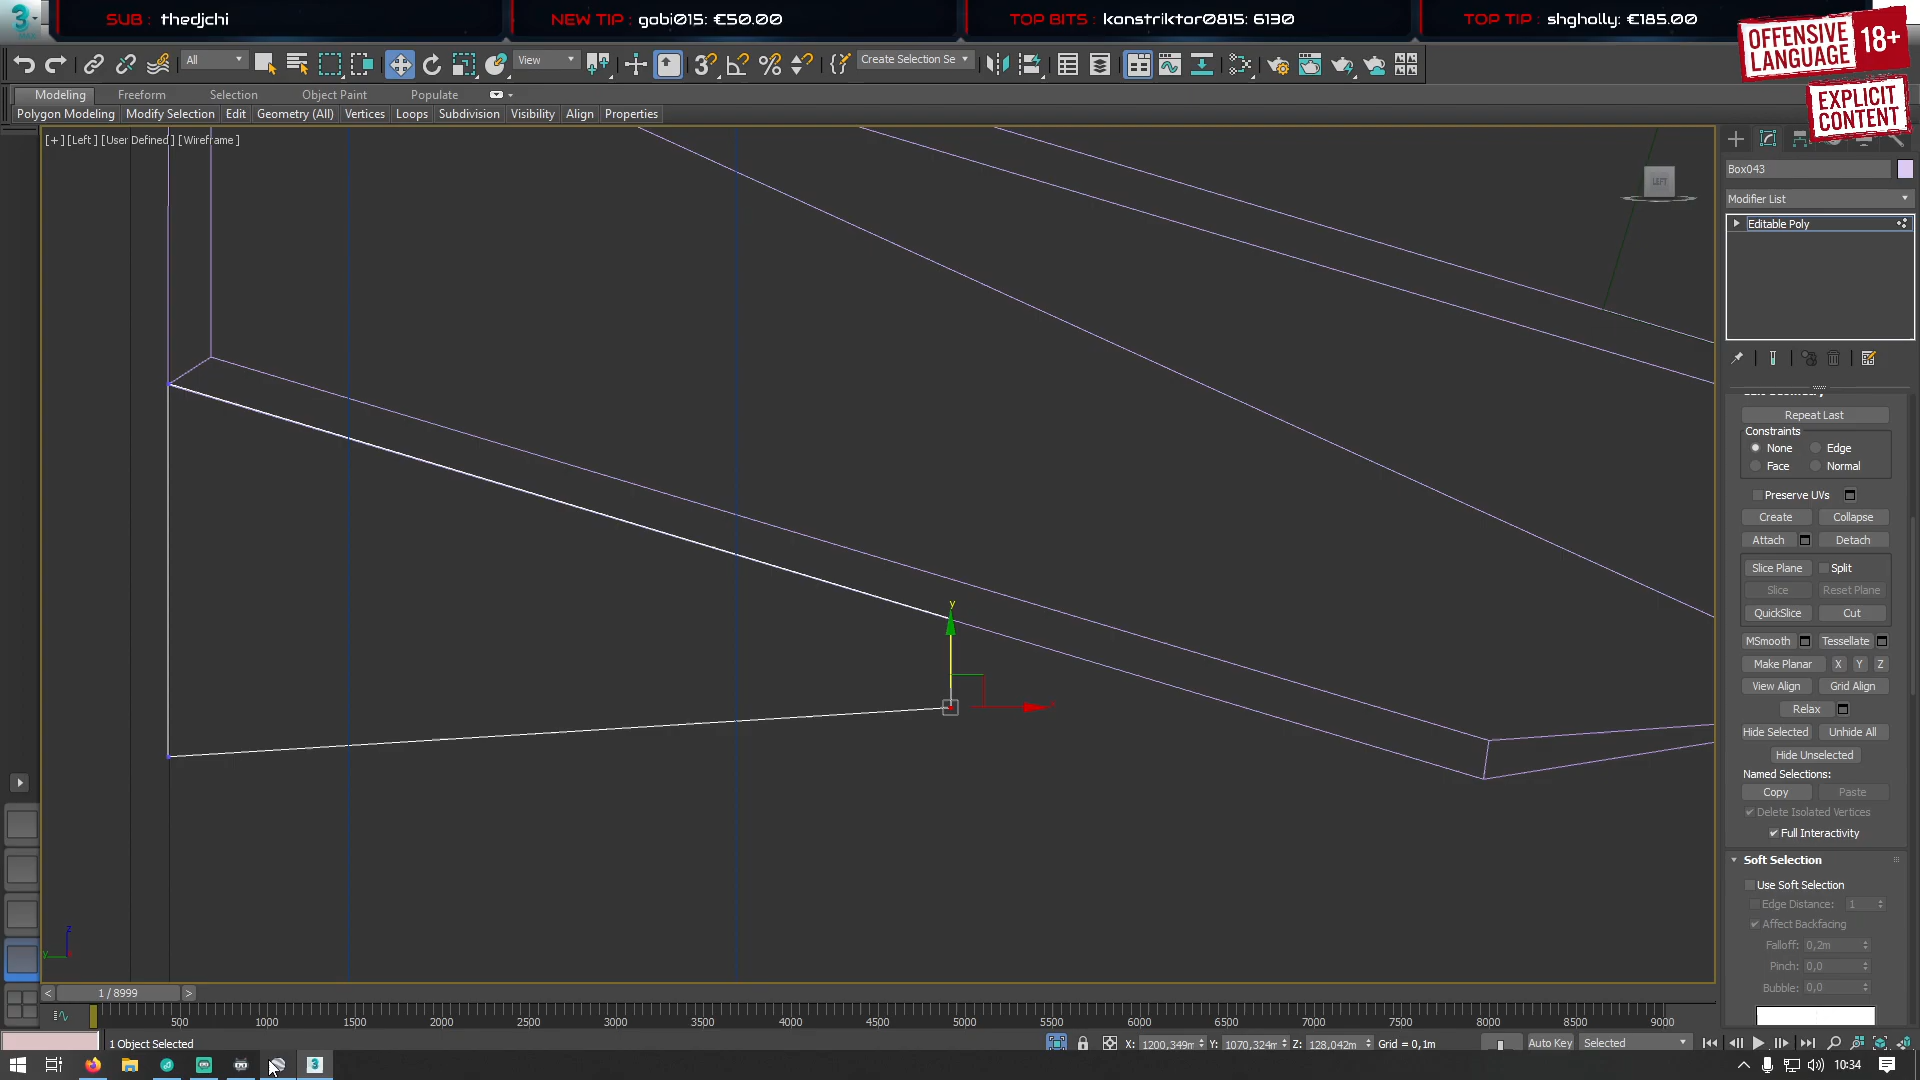 SUB : thedjchi
NEW TIP : gobi015: €50.00
TOP BITS : konstriktor0815: 6130
TOP TIP : shgholly: €185.00
OFFENSIVE
LANGUAGE
18+
EXPLICIT
CONTENT
All
View
Create Selection Se
Modeling
Freeform
Selection
Object Paint
Populate
Polygon Modeling
Modify Selection
Edit
Geometry (All)
Vertices
Loops
Subdivision
Visibility
Align
Properties
[+] [Left] [User Defined] [Wireframe]
LEFT
Box043
Modifier List
Editable Poly
Repeat Last
Constraints
None
Edge
Face
Normal
Preserve UVs
Create
Collapse
Attach
Detach
Slice Plane
Split
Slice
Reset Plane
QuickSlice
Cut
MSmooth
Tessellate
Make Planar
X
Y
Z
View Align
Grid Align
Relax
Hide Selected
Unhide All
Hide Unselected
Named Selections:
Copy
Paste
Delete Isolated Vertices
Full Interactivity
Soft Selection
Use Soft Selection
Edge Distance: 1
Affect Backfacing
Falloff: 0,2m
Pinch: 0,0
Bubble: 0,0
y
z
y
< 1 / 8999 >
500 1000 1500 2000 2500 3000 3500 4000 4500 5000 5500 6000 6500 7000 7500 8000 8500 9000
1 Object Selected
X: 1200,349m
Y: 1070,324m
Z: 128,042m
Grid = 0,1m
Auto Key
Selected
10:34